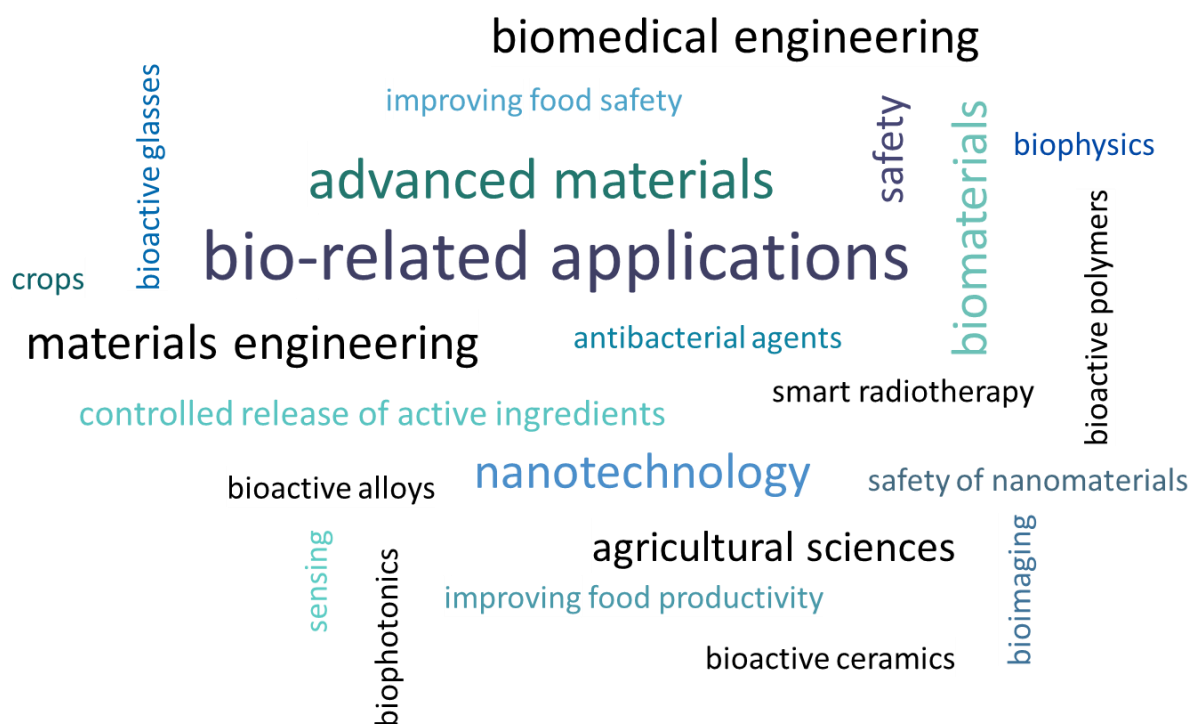 biomedical engineering
improving food safety
bioactive glasses
safety
biomaterials
biophysics
advanced materials
bio-related applications
crops
bioactive polymers
materials engineering
antibacterial agents
smart radiotherapy
controlled release of active ingredients
nanotechnology
safety of nanomaterials
bioactive alloys
sensing
biophotonics
agricultural sciences
bioimaging
improving food productivity
bioactive ceramics